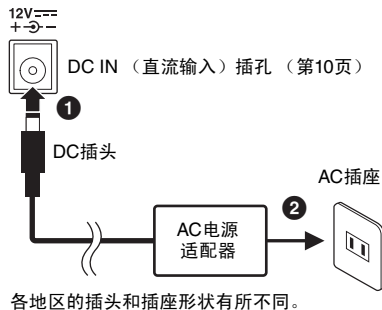 12V⎓
+ -
DC IN （直流输入）插孔 （第10页）
❶
DC插头
AC插座
❷
AC电源
适配器
各地区的插头和插座形状有所不同。